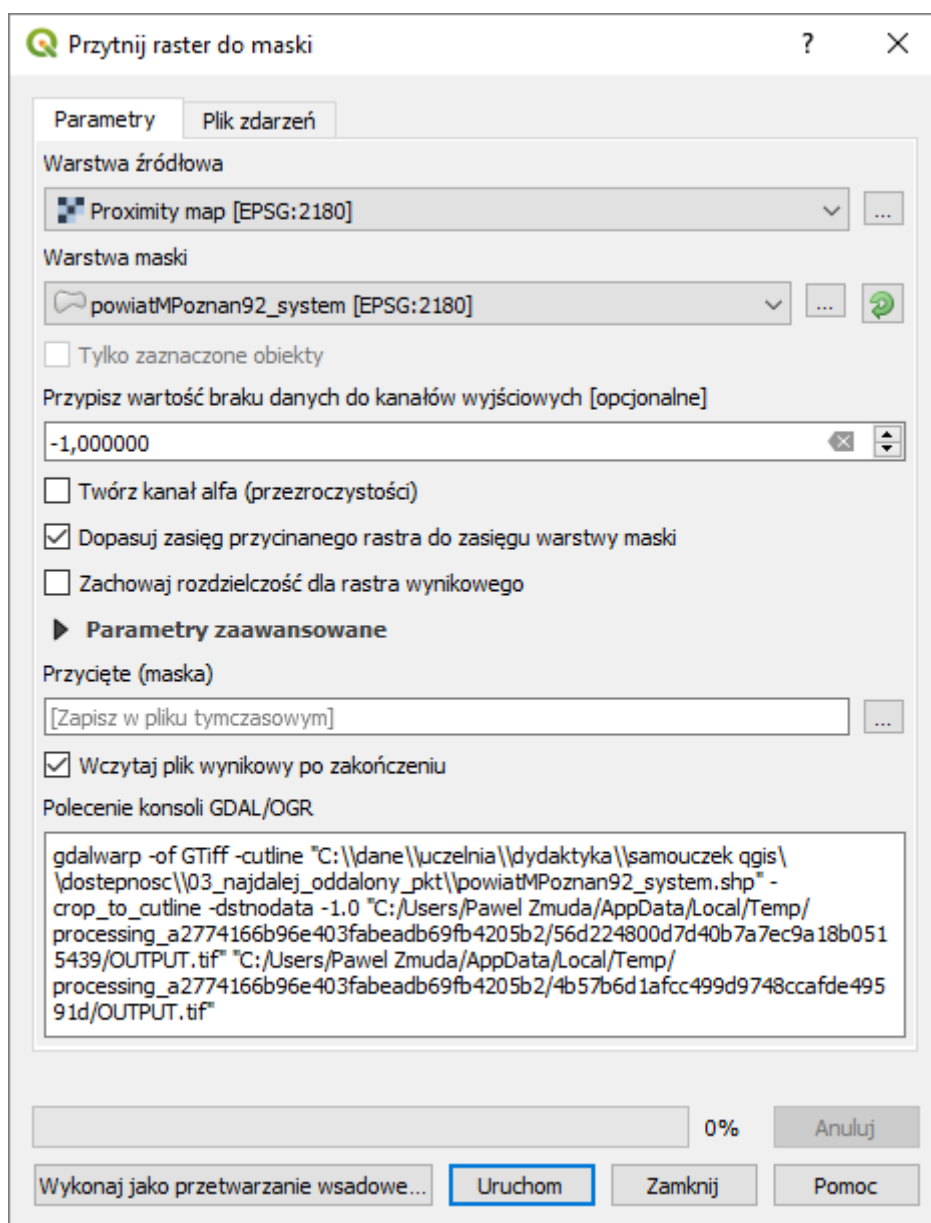 Przytnij raster do maski
Parametry
Plik zdarzeń
Warstwa źródłowa
Proximity map [EPSG:2180]
...
Warstwa maski
powiatMPoznan92_system [EPSG:2180]
...
Tylko zaznaczone obiekty
Przypisz wartość braku danych do kanałów wyjściowych [opcjonalne]
-1,000000
Twórz kanał alfa (przezroczystości)
Dopasuj zasięg przycinanego rastra do zasięgu warstwy maski
Zachowaj rozdzielczość dla rastra wynikowego
Parametry zaawansowane
Przycięte (maska)
[Zapisz w pliku tymczasowym]
...
Wczytaj plik wynikowy po zakończeniu
Polecenie konsoli GDAL/OGR
gdalwarp -of GTiff -cutline "C:\\dane\\uczelnia\\dydaktyka\\samouczek qgis\
\dostepnosc\\03_najdalej_oddalony_pkt\\powiatMPoznan92_system.shp" -
crop_to_cutline -dstnodata -1.0 "C:/Users/Pawel Zmuda/AppData/Local/Temp/
processing_a2774166b96e403fabeadb69fb4205b2/56d224800d7d40b7a7ec9a18b051
5439/OUTPUT.tif" "C:/Users/Pawel Zmuda/AppData/Local/Temp/
processing_a2774166b96e403fabeadb69fb4205b2/4b57b6d1afcc499d9748ccafde495
91d/OUTPUT.tif"
0%
Anuluj
Wykonaj jako przetwarzanie wsadowe...
Uruchom
Zamknij
Pomoc